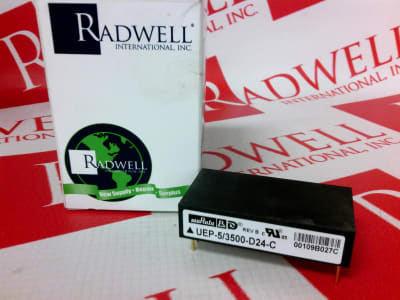 RADWELL
INTERNATIONAL, INC.
RADWELL
INTERNATIONAL, INC.
RADWELL
New Supply • Repair • Surplus
muRata REV B
UEP-5/3500-D24-C
00109B027C
RADWELL
INTERNATIONAL, INC.